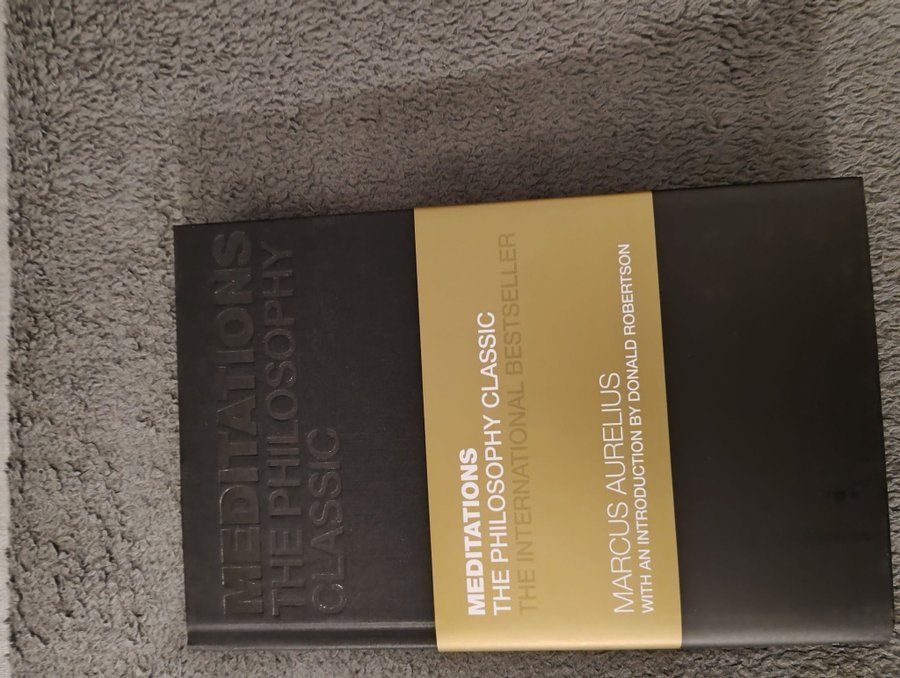 MEDITATIONS
THE PHILOSOPHY
CLASSIC
MEDITATIONS
THE PHILOSOPHY CLASSIC
THE INTERNATIONAL BESTSELLER
MARCUS AURELIUS
WITH AN INTRODUCTION BY DONALD ROBERTSON